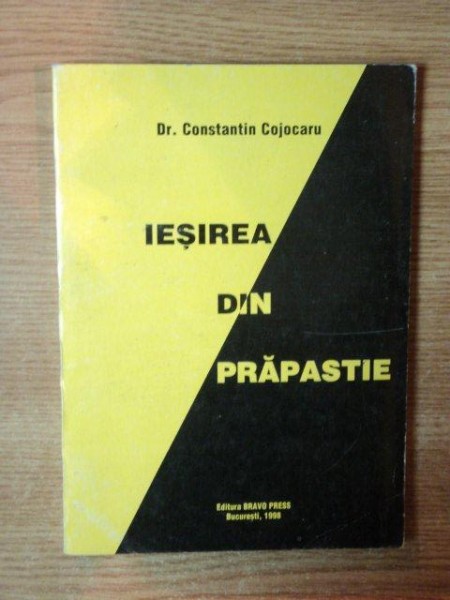 Dr. Constantin Cojocaru
IEȘIREA
DIN
PRĂPASTIE
Editura BRAVO PRESS
București, 1998